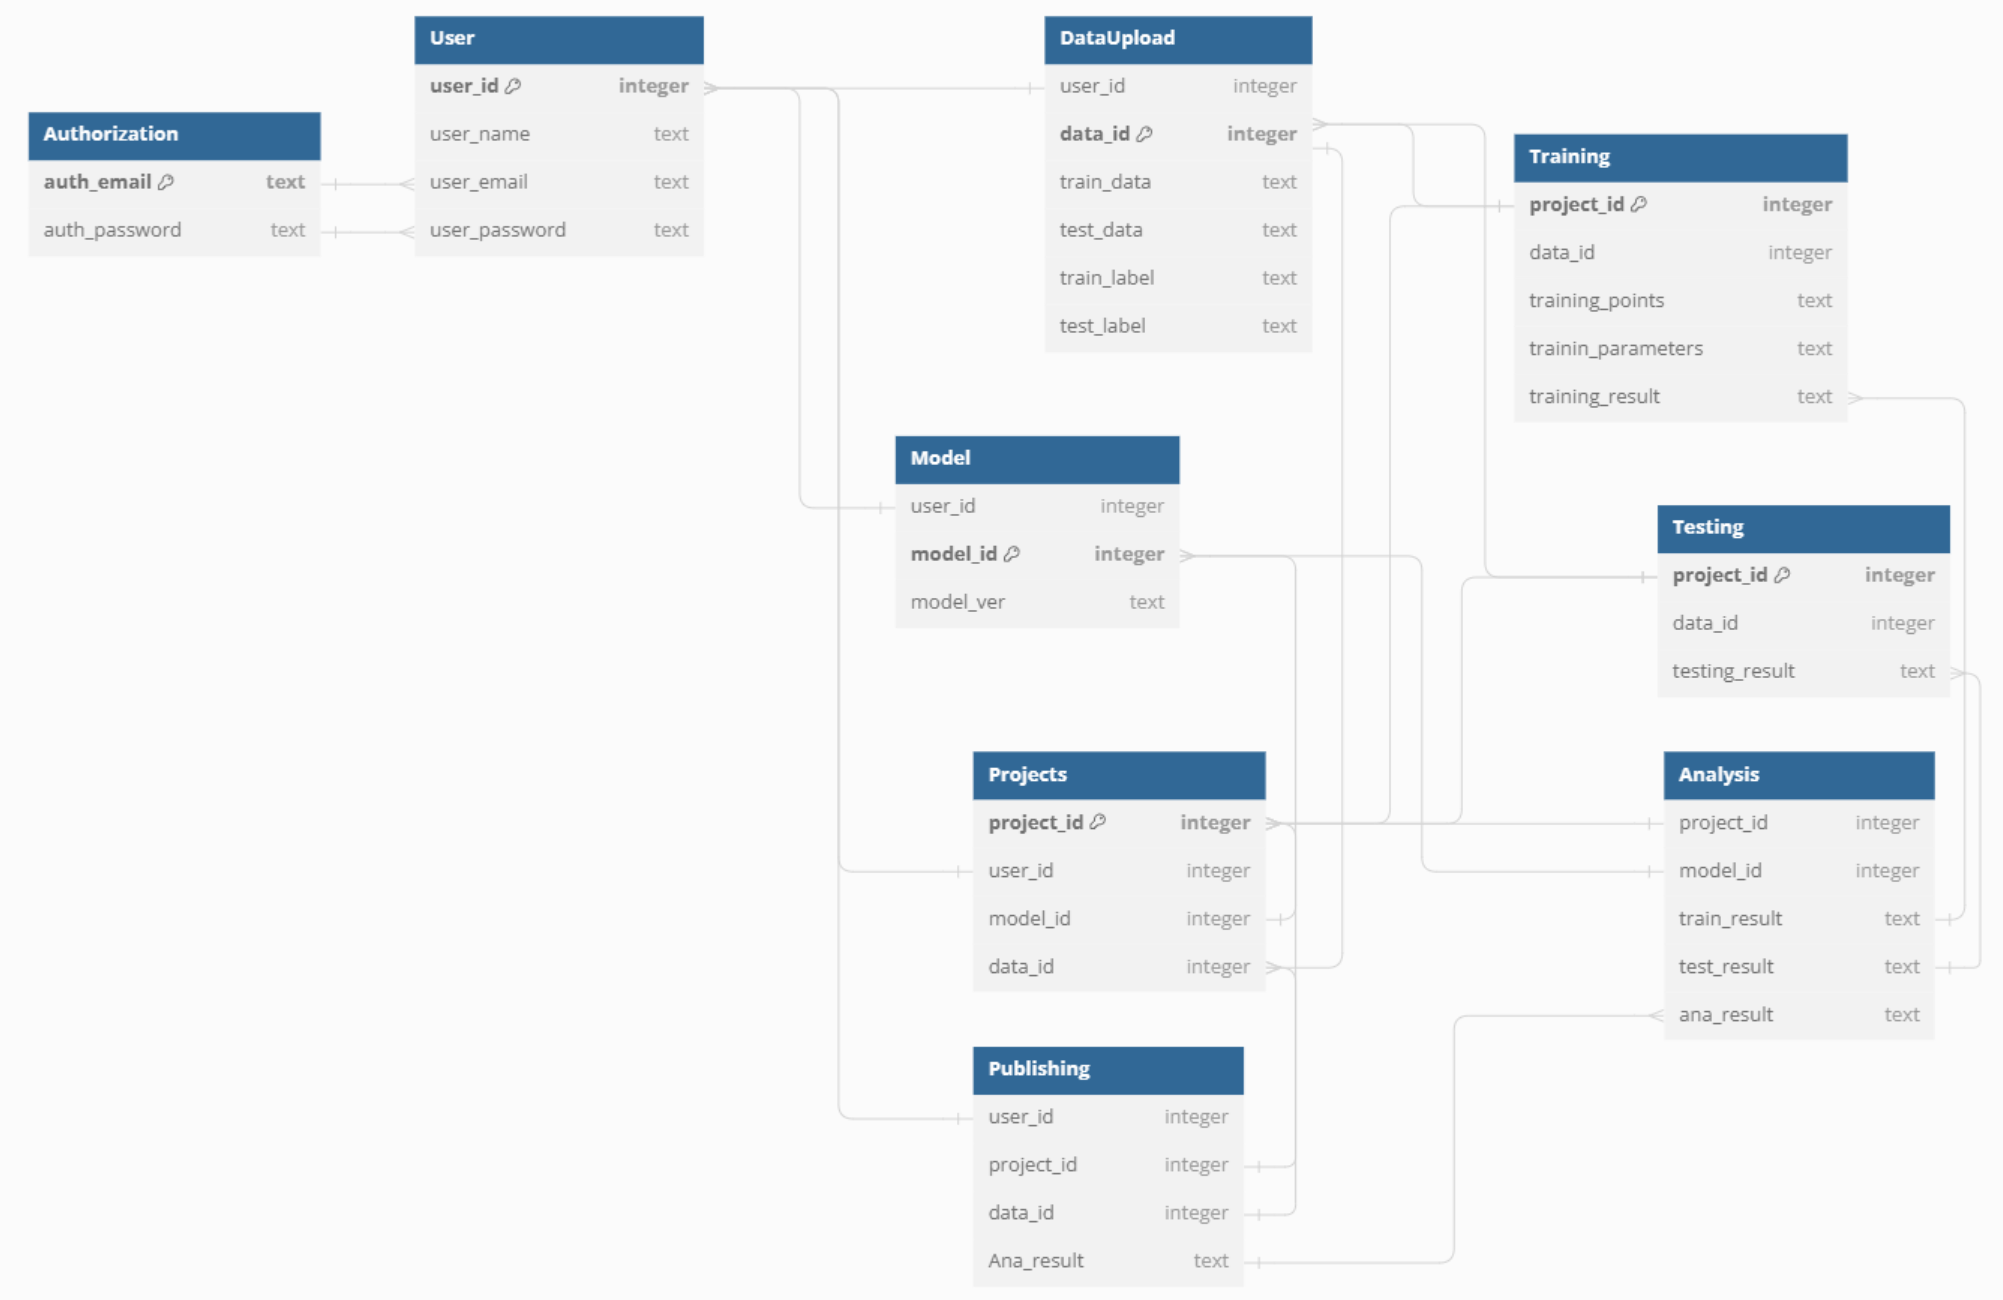 User
user_id integer
user_name text
user_email text
user_password text
DataUpload
user_id integer
data_id integer
train_data text
test_data text
train_label text
test_label text
Authorization
auth_email text
auth_password text
Training
project_id integer
data_id integer
training_points text
trainin_parameters text
training_result text
Model
user_id integer
model_id integer
model_ver text
Testing
project_id integer
data_id integer
testing_result text
Projects
project_id integer
user_id integer
model_id integer
data_id integer
Analysis
project_id integer
model_id integer
train_result text
test_result text
ana_result text
Publishing
user_id integer
project_id integer
data_id integer
Ana_result text